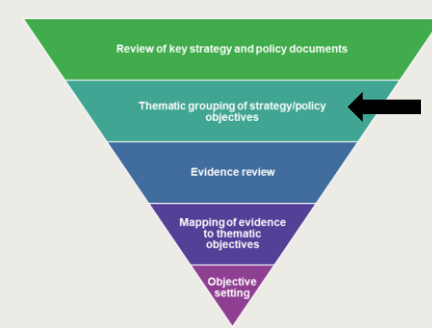 Review of key strategy and policy documents
Thematic grouping of strategy/policy
objectives
Evidence review
Mapping of evidence
to thematic
objectives
Objective
setting